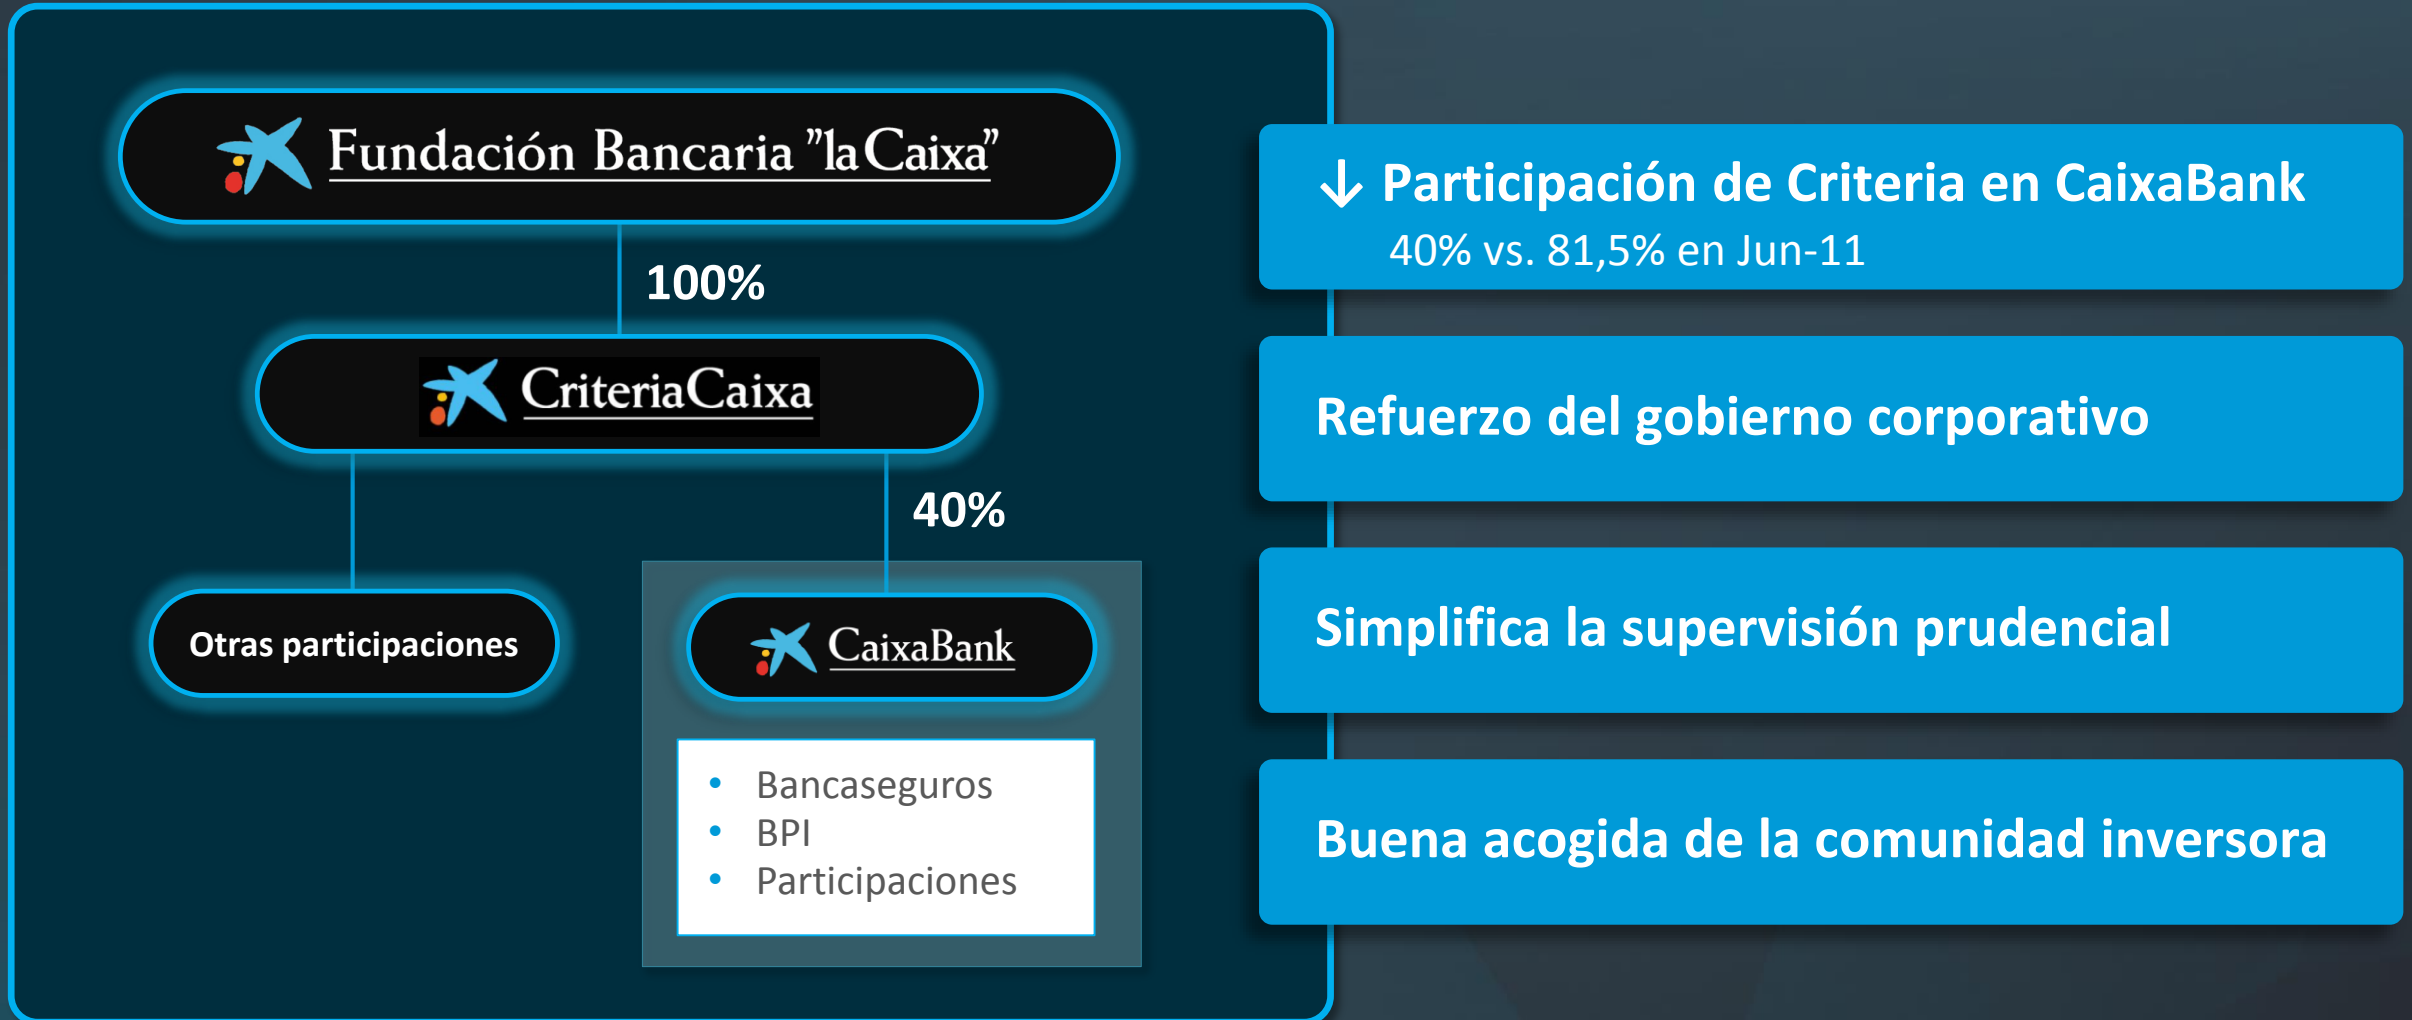 Fundación Bancaria "la Caixa"
100%
CriteriaCaixa
40%
Otras participaciones
CaixaBank
• Bancaseguros
• BPI
• Participaciones
↓ Participación de Criteria en CaixaBank
40% vs. 81,5% en Jun-11
Refuerzo del gobierno corporativo
Simplifica la supervisión prudencial
Buena acogida de la comunidad inversora